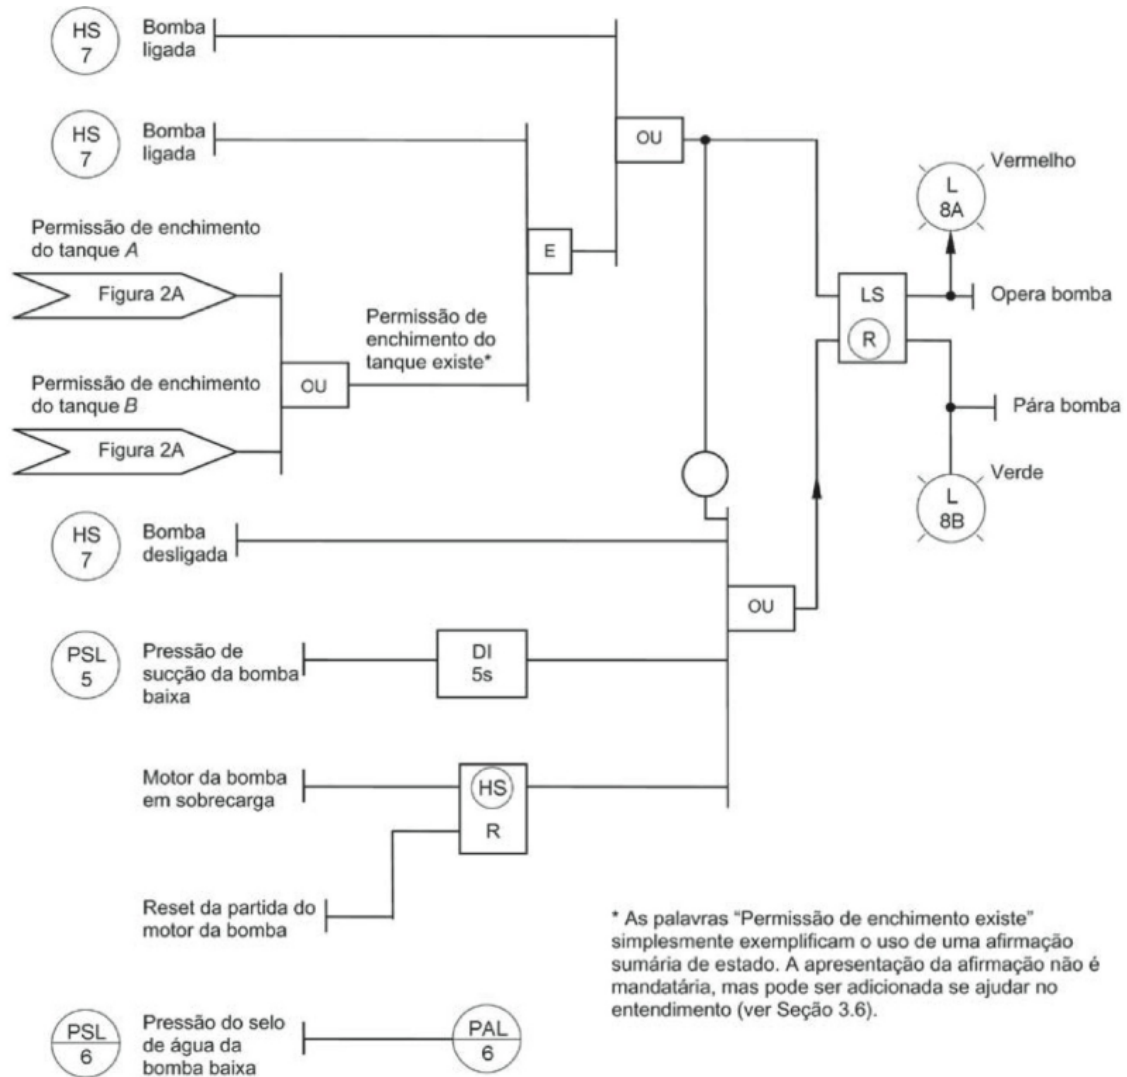 HS
7
Bomba
ligada
HS
7
Bomba
ligada
OU
Vermelho
L
8A
Permissão de enchimento
do tanque A
Figura 2A
E
LS
R
Opera bomba
Permissão de
enchimento do
tanque existe*
Permissão de enchimento
do tanque B
Figura 2A
OU
Pára bomba
Verde
L
8B
HS
7
Bomba
desligada
OU
PSL
5
Pressão de
sucção da bomba
baixa
DI
5s
Motor da bomba
em sobrecarga
HS
R
Reset da partida do
motor da bomba
* As palavras “Permissão de enchimento existe”
simplesmente exemplificam o uso de uma afirmação
sumária de estado. A apresentação da afirmação não é
mandatária, mas pode ser adicionada se ajudar no
entendimento (ver Seção 3.6).
PSL
6
Pressão do selo
de água da
bomba baixa
PAL
6